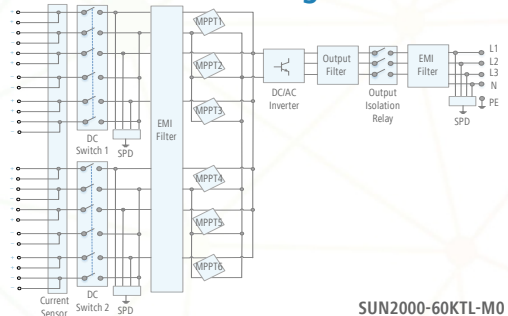 MPPT1
MPPT2
MPPT3
EMI
Filter
MPPT4
MPPT5
MPPT6
DC
Switch 1
SPD
DC
Switch 2
SPD
Current
Sensor
DC/AC
Inverter
Output
Filter
Output
Isolation
Relay
EMI
Filter
L1
L2
L3
N
PE
SPD
SUN2000-60KTL-M0